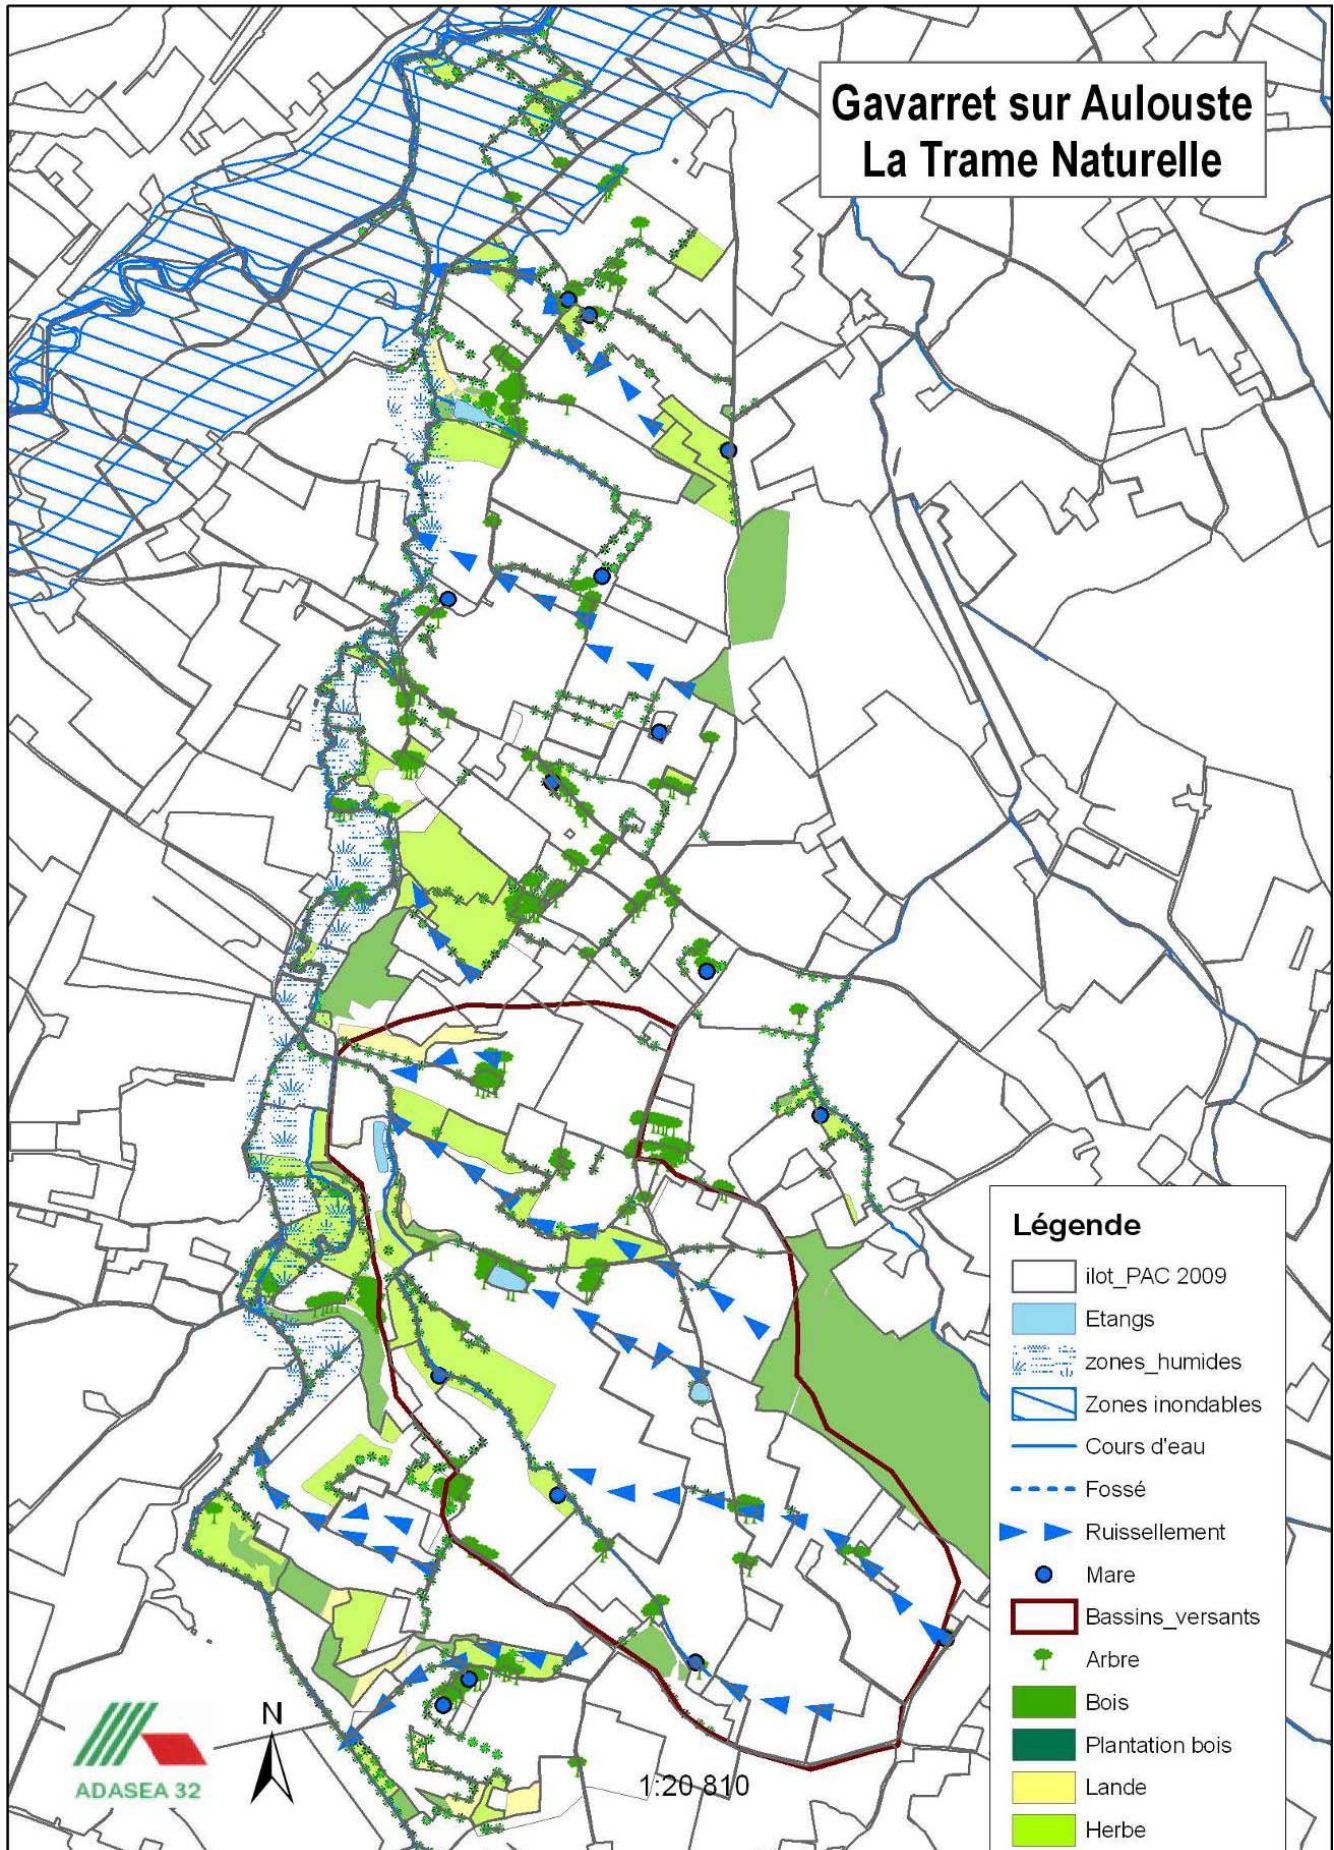 Gavarret sur Aulouste
La Trame Naturelle
Légende
ilot_PAC 2009
Etangs
zones_humides
Zones inondables
Cours d'eau
Fossé
Ruissellement
Mare
Bassins_versants
Arbre
Bois
Plantation bois
Lande
Herbe
N
ADASEA 32
1:20 810